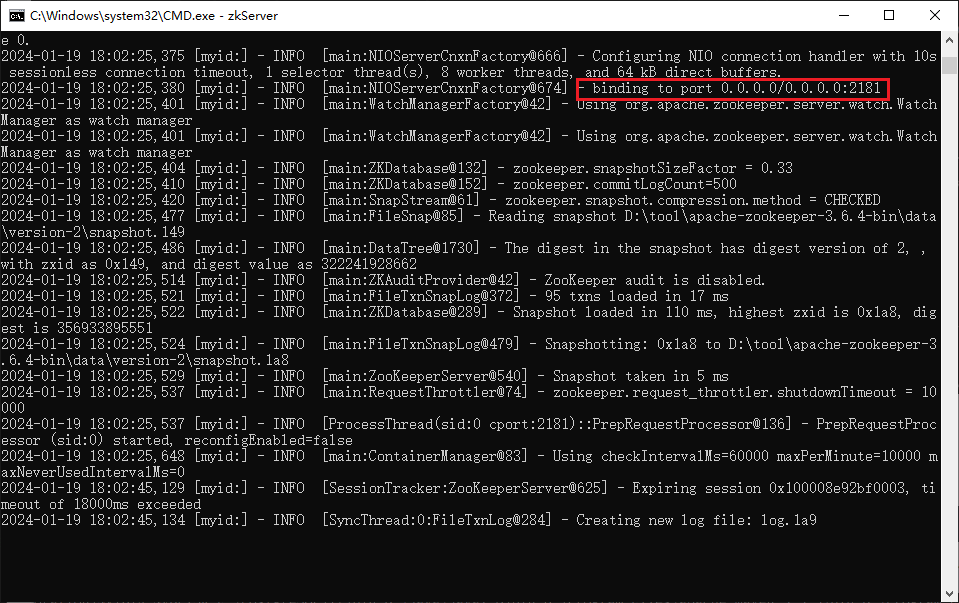 C:\Windows\system32\CMD.exe - zkServer
e 0.
2024-01-19 18:02:25,375 [myid:] - INFO  [main:NIOServerCnxnFactory@666] - Configuring NIO connection handler with 10s
 sessionless connection timeout, 1 selector thread(s), 8 worker threads, and 64 kB direct buffers.
2024-01-19 18:02:25,380 [myid:] - INFO  [main:NIOServerCnxnFactory@674] - binding to port 0.0.0.0/0.0.0.0:2181
2024-01-19 18:02:25,401 [myid:] - INFO  [main:WatchManagerFactory@42] - Using org.apache.zookeeper.server.watch.Watch
Manager as watch manager
2024-01-19 18:02:25,401 [myid:] - INFO  [main:WatchManagerFactory@42] - Using org.apache.zookeeper.server.watch.Watch
Manager as watch manager
2024-01-19 18:02:25,404 [myid:] - INFO  [main:ZKDatabase@132] - zookeeper.snapshotSizeFactor = 0.33
2024-01-19 18:02:25,410 [myid:] - INFO  [main:ZKDatabase@152] - zookeeper.commitLogCount=500
2024-01-19 18:02:25,420 [myid:] - INFO  [main:SnapStream@61] - zookeeper.snapshot.compression.method = CHECKED
2024-01-19 18:02:25,477 [myid:] - INFO  [main:FileSnap@85] - Reading snapshot D:\tool\apache-zookeeper-3.6.4-bin\data
\version-2\snapshot.149
2024-01-19 18:02:25,486 [myid:] - INFO  [main:DataTree@1730] - The digest in the snapshot has digest version of 2, ,
with zxid as 0x149, and digest value as 322241928662
2024-01-19 18:02:25,514 [myid:] - INFO  [main:ZKAuditProvider@42] - ZooKeeper audit is disabled.
2024-01-19 18:02:25,521 [myid:] - INFO  [main:FileTxnSnapLog@372] - 95 txns loaded in 17 ms
2024-01-19 18:02:25,522 [myid:] - INFO  [main:ZKDatabase@289] - Snapshot loaded in 110 ms, highest zxid is 0x1a8, dig
est is 356933895551
2024-01-19 18:02:25,524 [myid:] - INFO  [main:FileTxnSnapLog@479] - Snapshotting: 0x1a8 to D:\tool\apache-zookeeper-3
.6.4-bin\data\version-2\snapshot.1a8
2024-01-19 18:02:25,529 [myid:] - INFO  [main:ZooKeeperServer@540] - Snapshot taken in 5 ms
2024-01-19 18:02:25,537 [myid:] - INFO  [main:RequestThrottler@74] - zookeeper.request_throttler.shutdownTimeout = 10
000
2024-01-19 18:02:25,537 [myid:] - INFO  [ProcessThread(sid:0 cport:2181)::PrepRequestProcessor@136] - PrepRequestProc
essor (sid:0) started, reconfigEnabled=false
2024-01-19 18:02:25,648 [myid:] - INFO  [main:ContainerManager@83] - Using checkIntervalMs=60000 maxPerMinute=10000 m
axNeverUsedIntervalMs=0
2024-01-19 18:02:45,129 [myid:] - INFO  [SessionTracker:ZooKeeperServer@625] - Expiring session 0x100008e92bf0003, ti
meout of 18000ms exceeded
2024-01-19 18:02:45,134 [myid:] - INFO  [SyncThread:0:FileTxnLog@284] - Creating new log file: log.1a9